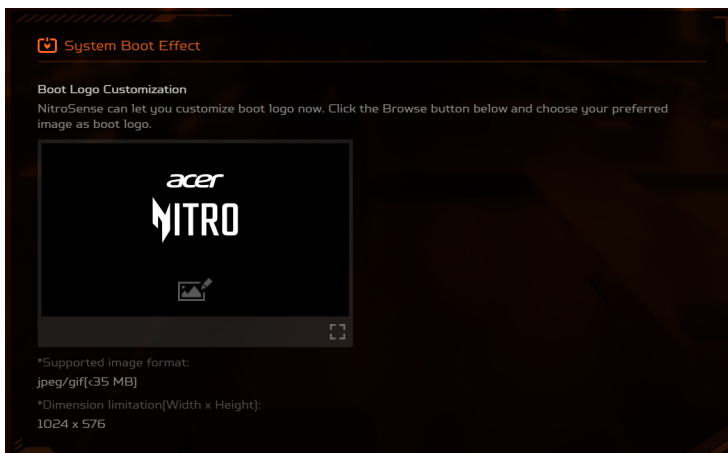 System Boot Effect
Boot Logo Customization
NitroSense can let you customize boot logo now. Click the Browse button below and choose your preferred
image as boot logo.
acer
NITRO
*Supported image format:
jpeg/gif(<35 MB)
*Dimension limitation(Width x Height):
1024 x 576